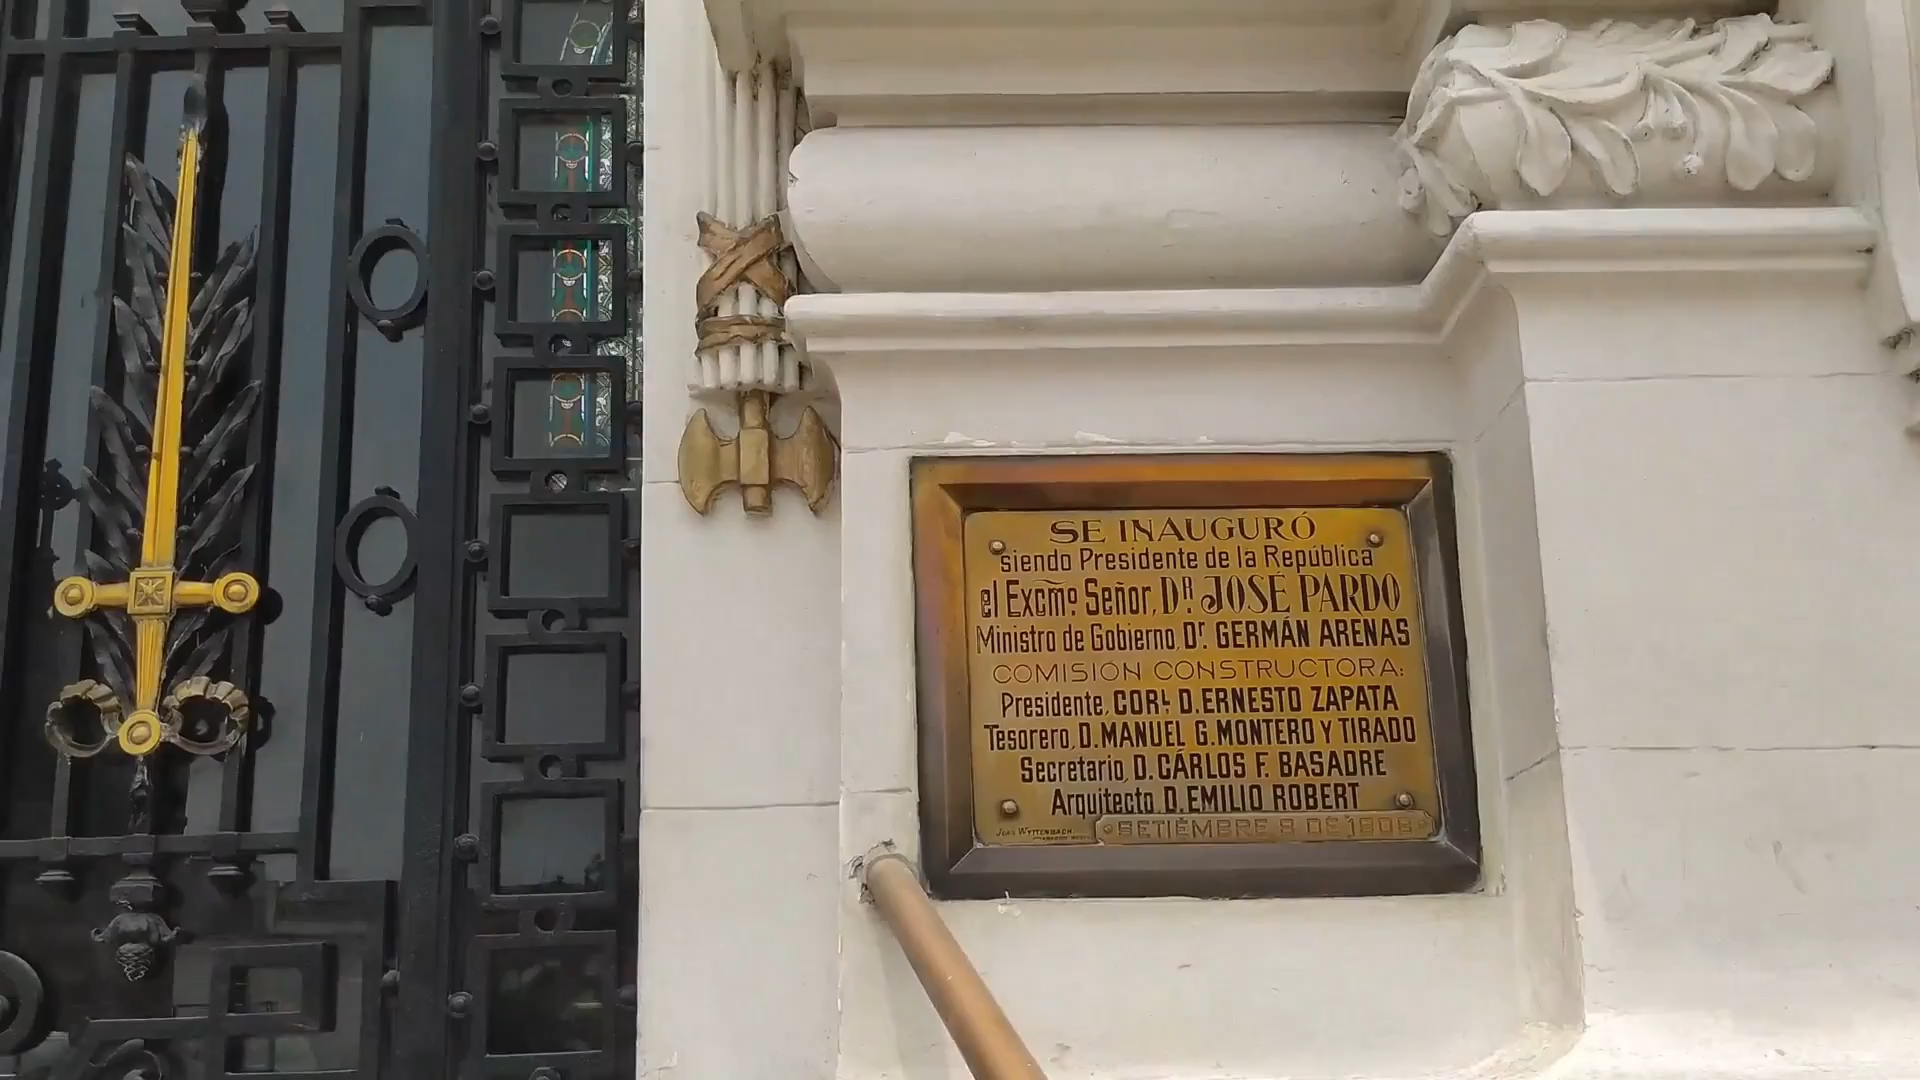 SE INAUGURÓ
siendo Presidente de la República
el Excmo. Señor, DR. JOSÉ PARDO
Ministro de Gobierno, Dr. GERMÁN ARENAS
COMISIÓN CONSTRUCTORA:
Presidente, CORL. D. ERNESTO ZAPATA
Tesorero, D. MANUEL G. MONTERO Y TIRADO
Secretario, D. CÁRLOS F. BASADRE
Arquitecto D. EMILIO ROBERT
SETIEMBRE 8 DE 1908
WYTTENBACH